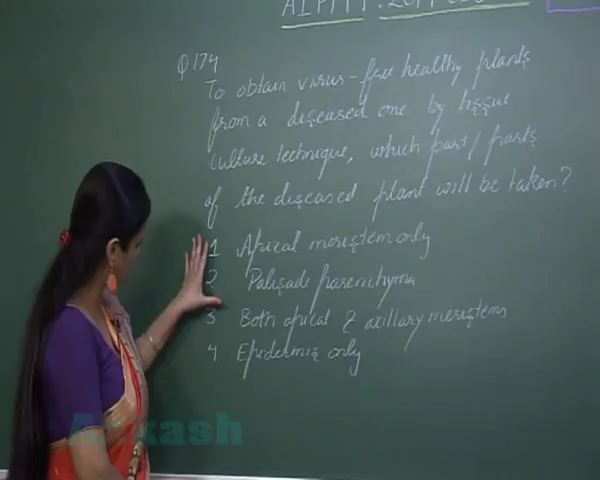 AIPMT
Q 174
To obtain virus-free healthy plants
from a diseased one by tissue
culture technique, which part/parts
of the diseased plant will be taken?
1 Apical meristem only
2 Palisade parenchyma
3 Both apical & axillary meristems
4 Epidermis only
Aakash